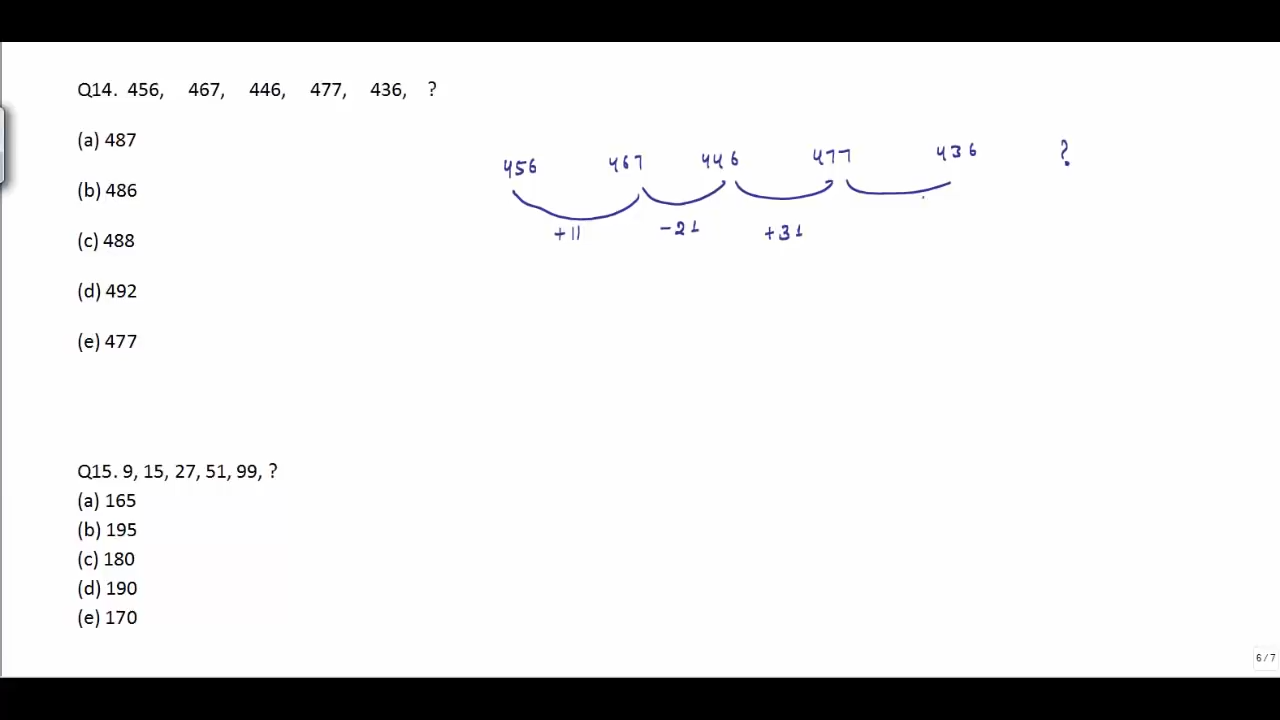 Q14. 456, 467, 446, 477, 436, ?
(a) 487
(b) 486
(c) 488
(d) 492
(e) 477
456 467 446 477 436 ?
+11 -21 +31
Q15. 9, 15, 27, 51, 99, ?
(a) 165
(b) 195
(c) 180
(d) 190
(e) 170
6/7